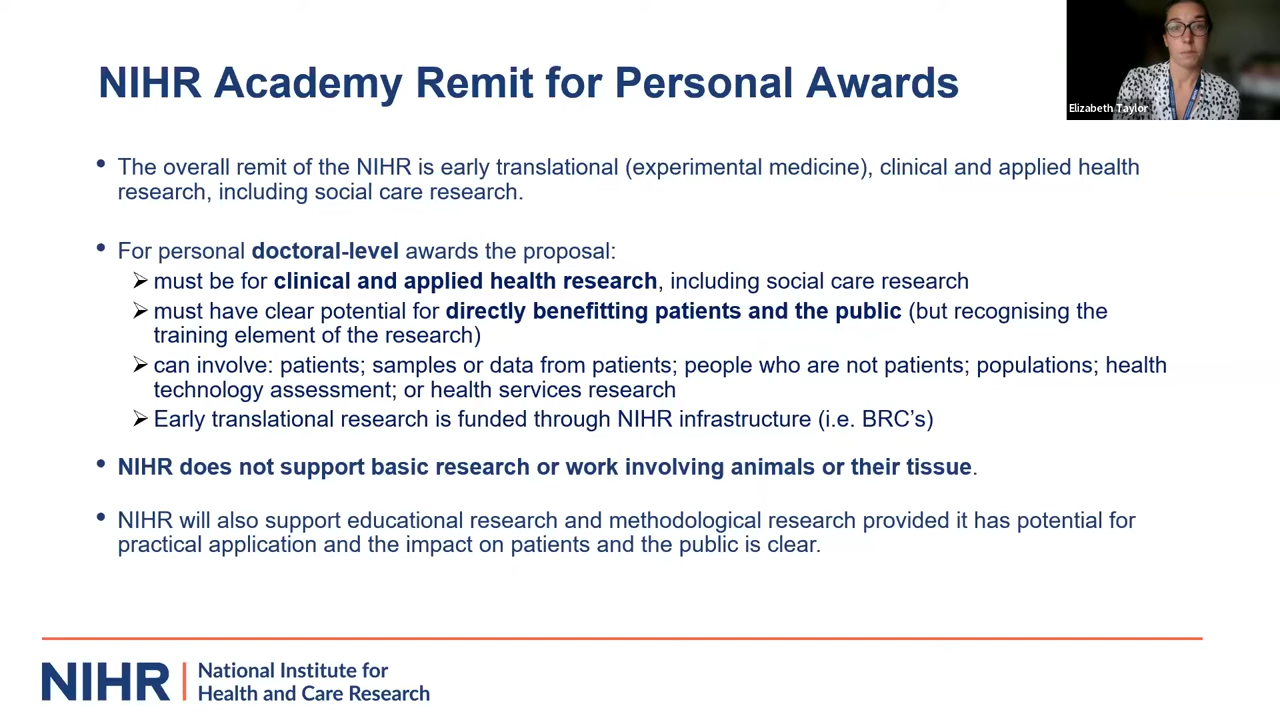 NIHR Academy Remit for Personal Awards
Elizabeth Taylor
• The overall remit of the NIHR is early translational (experimental medicine), clinical and applied health
research, including social care research.
• For personal doctoral-level awards the proposal:
➢ must be for clinical and applied health research, including social care research
➢ must have clear potential for directly benefitting patients and the public (but recognising the
training element of the research)
➢ can involve: patients; samples or data from patients; people who are not patients; populations; health
technology assessment; or health services research
➢ Early translational research is funded through NIHR infrastructure (i.e. BRC’s)
• NIHR does not support basic research or work involving animals or their tissue.
• NIHR will also support educational research and methodological research provided it has potential for
practical application and the impact on patients and the public is clear.
NIHR | National Institute for
Health and Care Research